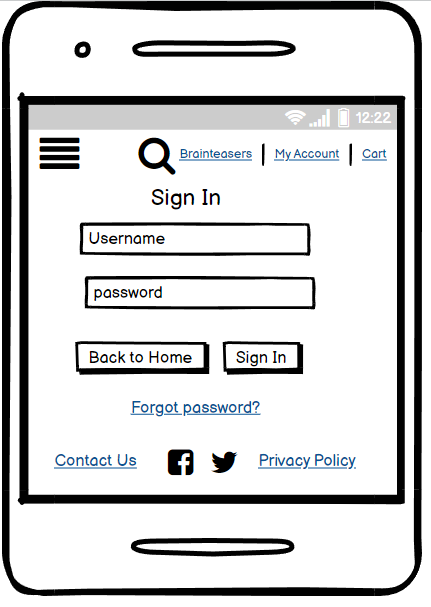 12:22
Brainteasers My Account Cart
Sign In
Username
password
Back to Home Sign In
Forgot password?
Contact Us Privacy Policy